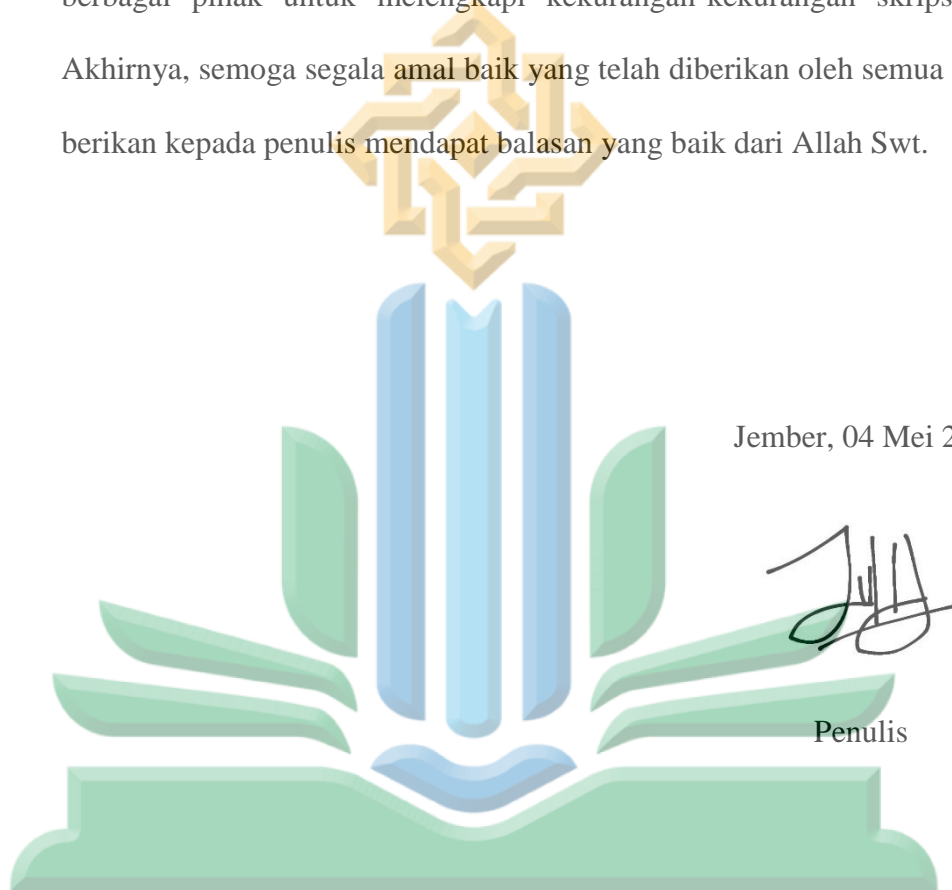 berbagai pihak untuk melengkapi kekurangan-kekurangan skrips
Akhirnya, semoga segala amal baik yang telah diberikan oleh semua
berikan kepada penulis mendapat balasan yang baik dari Allah Swt.
Jember, 04 Mei 2
Penulis